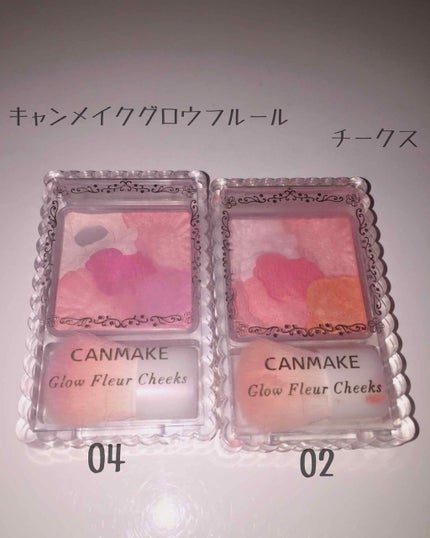 キャンメイクグロウフルール
チークス
CANMAKE
Glow Fleur Cheeks
CANMAKE
Glow Fleur Cheeks
04
02